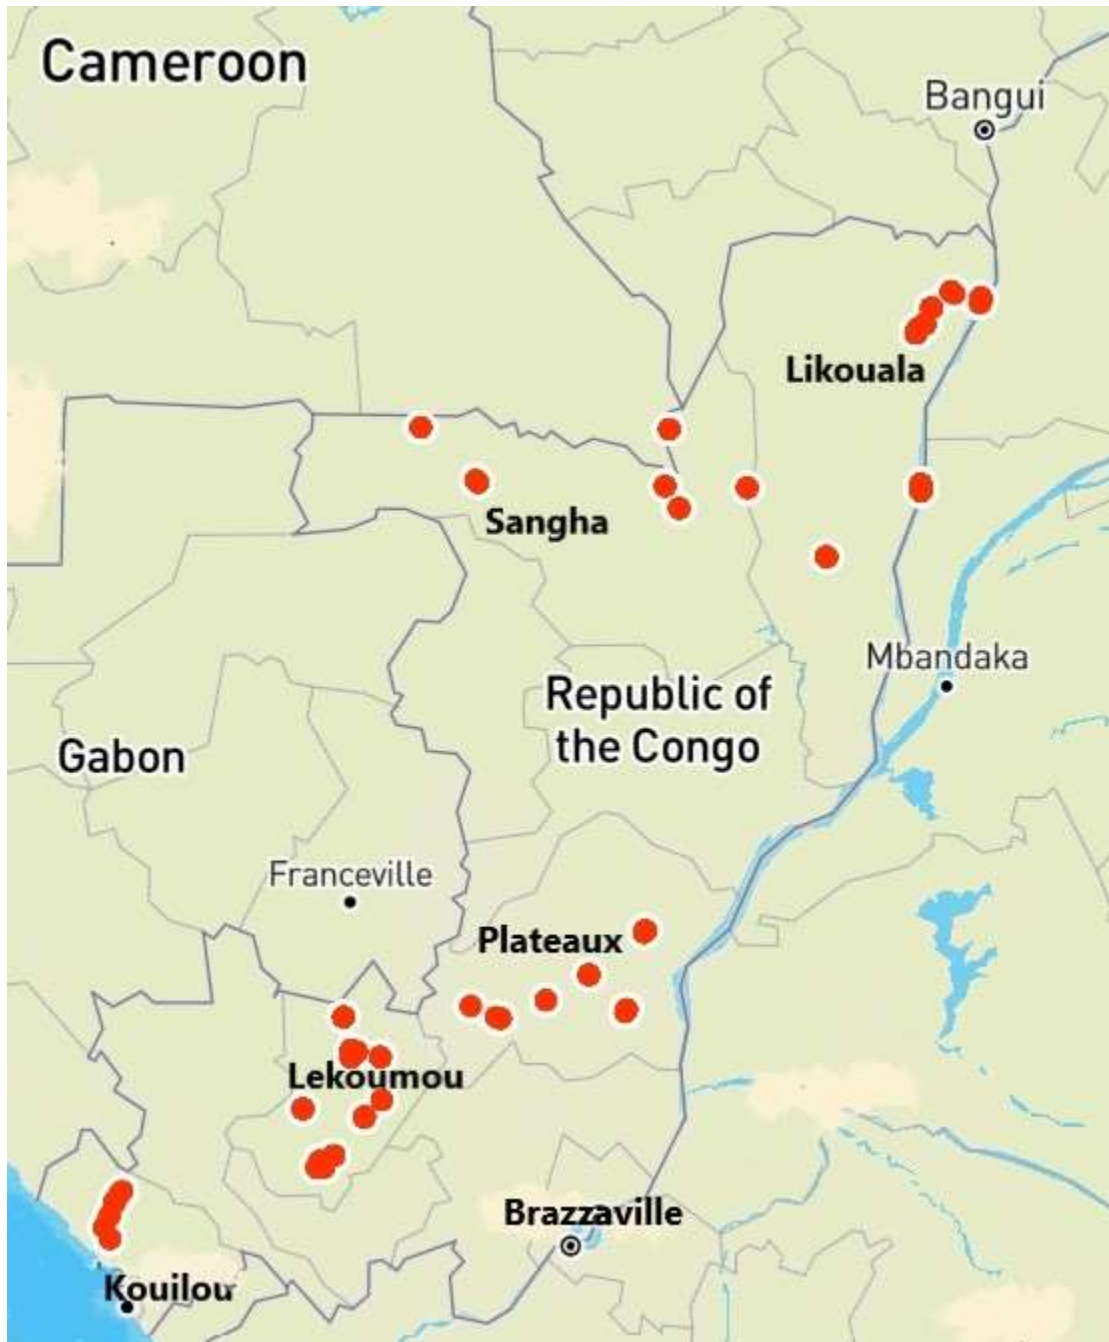 Cameroon
Bangui
Likouala
Sangha
Mbandaka
Republic of
the Congo
Gabon
Franceville
Plateaux
Lekoumou
Brazzaville
Kouilou